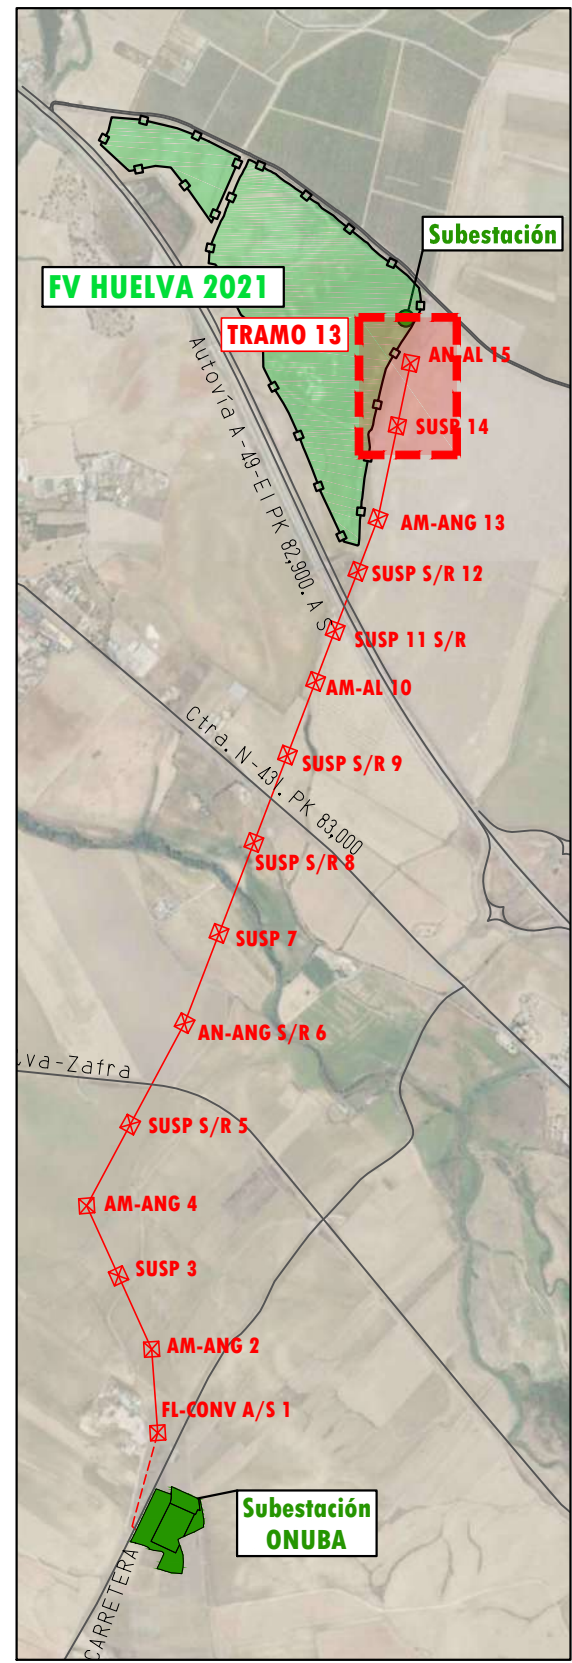 Subestación
FV HUELVA 2021
TRAMO 13
AN-AL 15
Autovía A-49-El PK 82,900. A S
SUSP 14
AM-ANG 13
SUSP S/R 12
SUSP 11 S/R
AM-AL 10
Ctra. N-431. PK 83,000
SUSP S/R 9
SUSP S/R 8
SUSP 7
AN-ANG S/R 6
lva-Zafra
SUSP S/R 5
AM-ANG 4
SUSP 3
AM-ANG 2
FL-CONV A/S 1
Subestación
ONUBA
CARRETERA